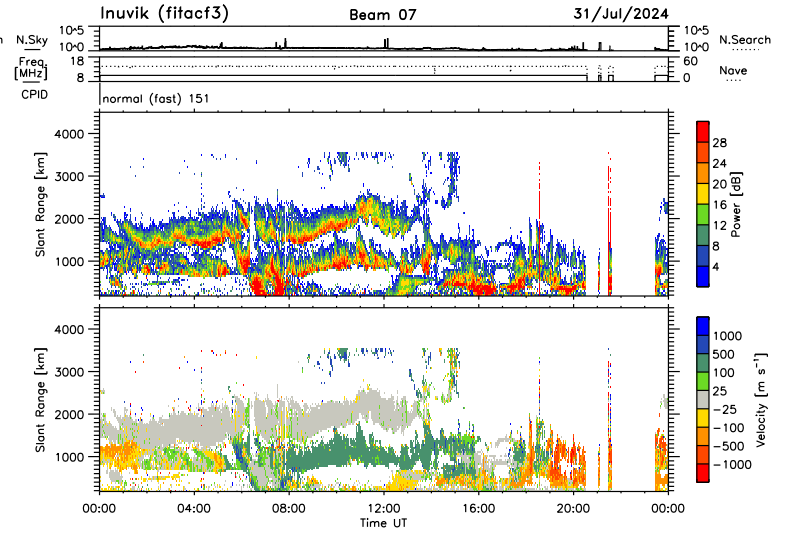 Inuvik (fitacf3) Beam 07 31/Jul/2024
N.Sky 10^5 10^0 10^5 10^0 N.Search
Freq. [MHz] 18 8 60 0 Nave
CPID normal (fast) 151
Slant Range [km] 4000 3000 2000 1000
Power [dB] 28 24 20 16 12 8 4
Slant Range [km] 4000 3000 2000 1000
Velocity [m s⁻¹] 1000 500 100 25 −25 −100 −500 −1000
00:00 04:00 08:00 12:00 16:00 20:00 00:00
Time UT